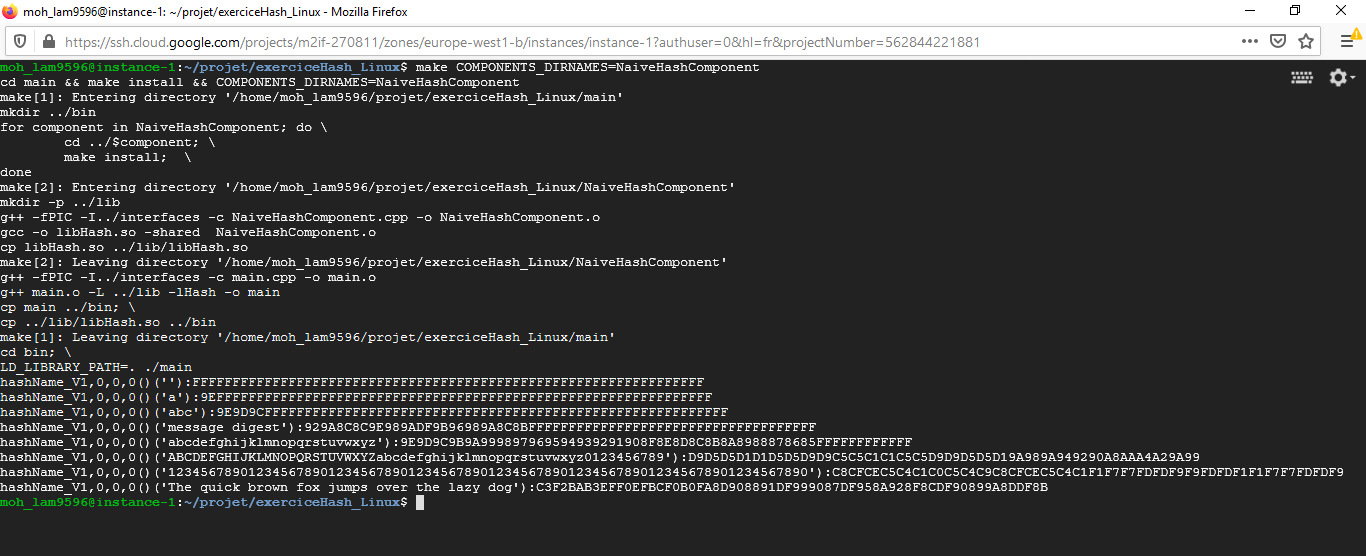 moh_lam9596@instance-1: ~/projet/exerciceHash_Linux - Mozilla Firefox
https://ssh.cloud.google.com/projects/m2if-270811/zones/europe-west1-b/instances/instance-1?authuser=0&hl=fr&projectNumber=562844221881
moh_lam9596@instance-1:~/projet/exerciceHash_Linux$ make COMPONENTS_DIRNAMES=NaiveHashComponent
cd main && make install && COMPONENTS_DIRNAMES=NaiveHashComponent
make[1]: Entering directory '/home/moh_lam9596/projet/exerciceHash_Linux/main'
mkdir ../bin
for component in NaiveHashComponent; do \
cd ../$component; \
make install;  \
done
make[2]: Entering directory '/home/moh_lam9596/projet/exerciceHash_Linux/NaiveHashComponent'
mkdir -p ../lib
g++ -fPIC -I../interfaces -c NaiveHashComponent.cpp -o NaiveHashComponent.o
gcc -o libHash.so -shared  NaiveHashComponent.o
cp libHash.so ../lib/libHash.so
make[2]: Leaving directory '/home/moh_lam9596/projet/exerciceHash_Linux/NaiveHashComponent'
g++ -fPIC -I../interfaces -c main.cpp -o main.o
g++ main.o -L ../lib -lHash -o main
cp main ../bin; \
cp ../lib/libHash.so ../bin
make[1]: Leaving directory '/home/moh_lam9596/projet/exerciceHash_Linux/main'
cd bin; \
LD_LIBRARY_PATH=. ./main
hashName_V1,0,0,0()(''):FFFFFFFFFFFFFFFFFFFFFFFFFFFFFFFFFFFFFFFFFFFFFFFFFFFFFFFFFFFFFFFF
hashName_V1,0,0,0()('a'):9EFFFFFFFFFFFFFFFFFFFFFFFFFFFFFFFFFFFFFFFFFFFFFFFFFFFFFFFFFFFFFF
hashName_V1,0,0,0()('abc'):9E9D9CFFFFFFFFFFFFFFFFFFFFFFFFFFFFFFFFFFFFFFFFFFFFFFFFFFFFFFFFFF
hashName_V1,0,0,0()('message digest'):929A8C8C9E989ADF9B96989A8C8BFFFFFFFFFFFFFFFFFFFFFFFFFFFFFFFFFFFF
hashName_V1,0,0,0()('abcdefghijklmnopqrstuvwxyz'):9E9D9C9B9A999897969594939291908F8E8D8C8B8A8988878685FFFFFFFFFFFF
hashName_V1,0,0,0()('ABCDEFGHIJKLMNOPQRSTUVWXYZabcdefghijklmnopqrstuvwxyz0123456789'):D9D5D5D1D1D5D5D9D9C5C5C1C1C5C5D9D9D5D5D19A989A949290A8AAA4A29A99
hashName_V1,0,0,0()('12345678901234567890123456789012345678901234567890123456789012345678901234567890'):C8CFCEC5C4C1C0C5C4C9C8CFCEC5C4C1F1F7F7FDFDF9F9FDFDF1F1F7F7FDFDF9
hashName_V1,0,0,0()('The quick brown fox jumps over the lazy dog'):C3F2BAB3EFF0EFBCF0B0FA8D908891DF999087DF958A928F8CDF90899A8DDF8B
moh_lam9596@instance-1:~/projet/exerciceHash_Linux$